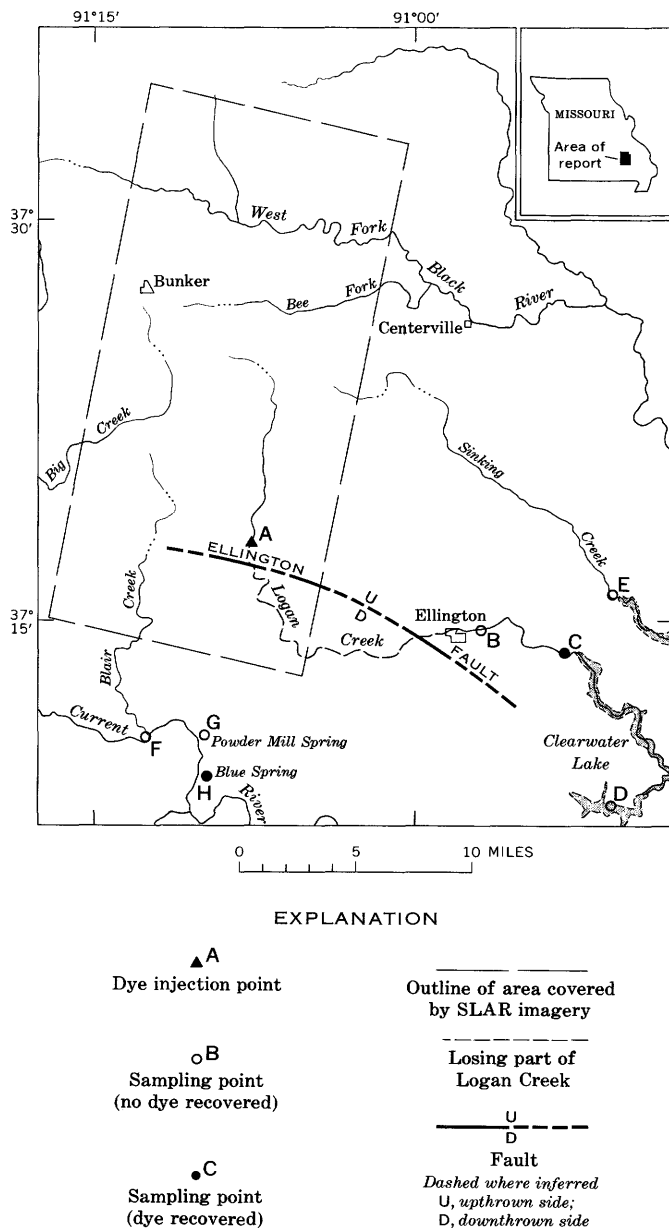 91°15'
91°00'
MISSOURI
Area of
report
37°
30'
West
Fork
Black
River
Bunker
Bee
Fork
Centerville
Big
Creek
Sinking
Creek
A
ELLINGTON
FAULT
U
D
Logan
Creek
E
37°
15'
Ellington
B
C
Creek
Blair
Current
River
F
G
Powder Mill Spring
Blue Spring
H
Clearwater
Lake
D
0 5 10 MILES
EXPLANATION
A
Dye injection point
B
Sampling point
(no dye recovered)
C
Sampling point
(dye recovered)
Outline of area covered
by SLAR imagery
Losing part of
Logan Creek
U
D
Fault
Dashed where inferred
U, upthrown side;
D, downthrown side